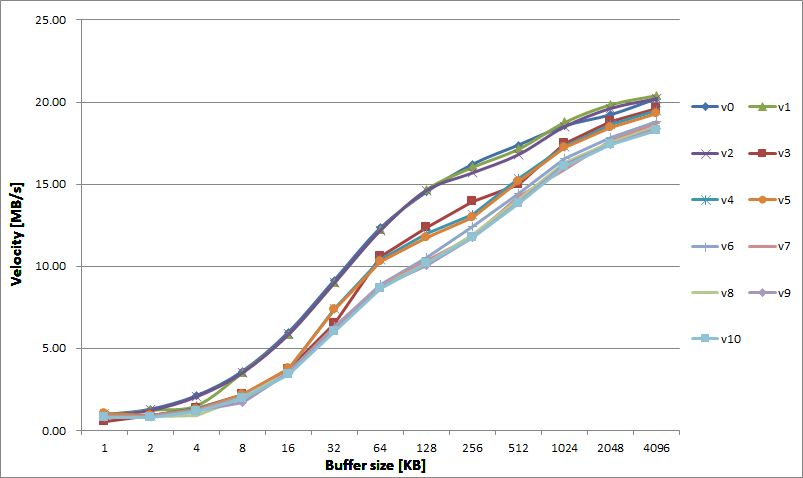 25.00
20.00
15.00
10.00
5.00
0.00
Velocity [MB/s]
1 2 4 8 16 32 64 128 256 512 1024 2048 4096
Buffer size [KB]
v0 v1
v2 v3
v4 v5
v6 v7
v8 v9
v10